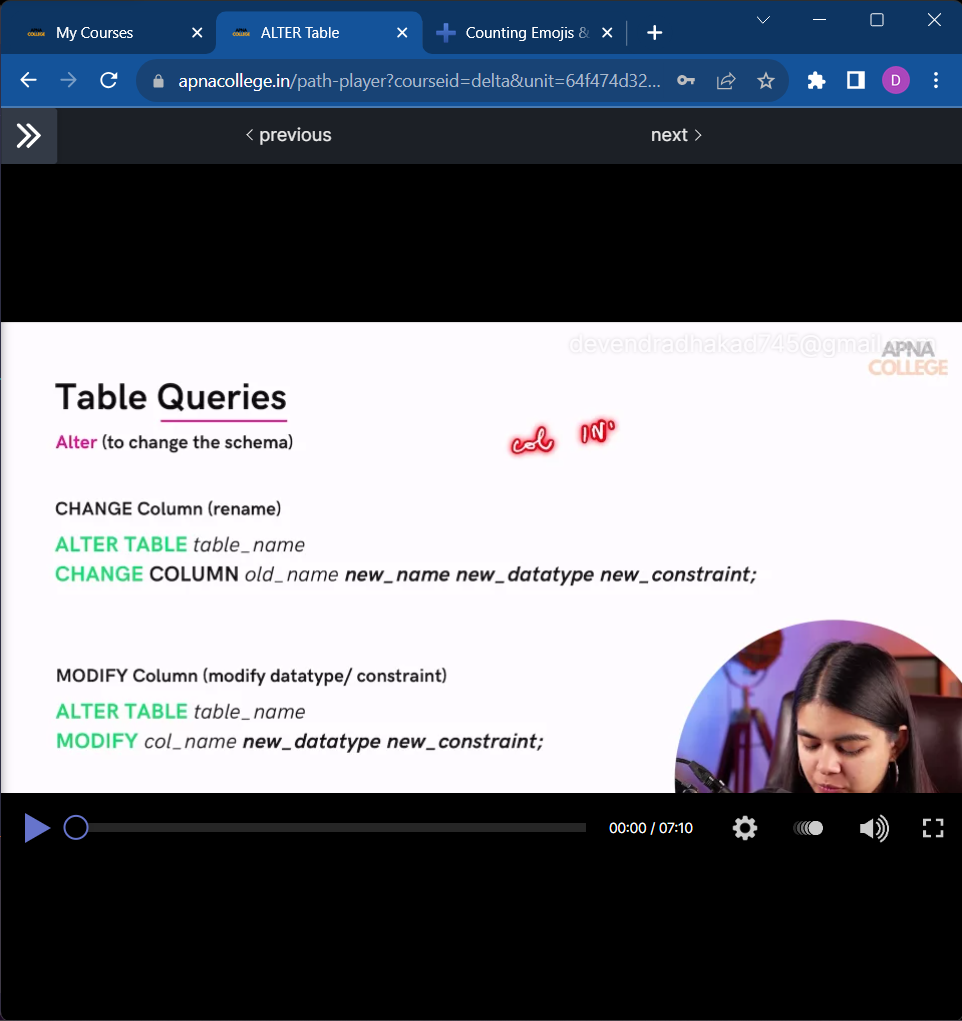 My Courses
ALTER Table
Counting Emojis &
apnacollege.in/path-player?courseid=delta&unit=64f474d32...
D
previous
next
devendradhakad745@gmail
APNA
COLLEGE
Table Queries
Alter (to change the schema)
col IN
CHANGE Column (rename)
ALTER TABLE table_name
CHANGE COLUMN old_name new_name new_datatype new_constraint;
MODIFY Column (modify datatype/ constraint)
ALTER TABLE table_name
MODIFY col_name new_datatype new_constraint;
00:00 / 07:10